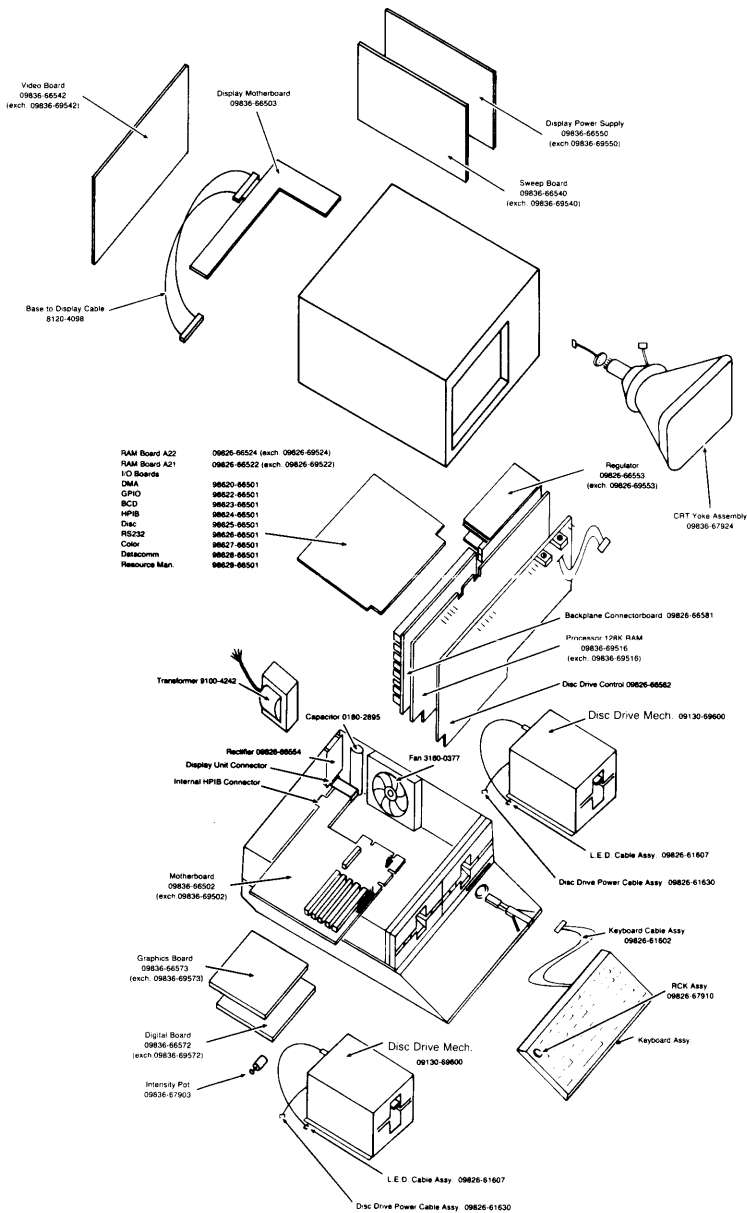 Video Board
09836-66542
(exch. 09836-69542)
Display Motherboard
09836-66503
Display Power Supply
09836-66550
(exch 09836-69550)
Sweep Board
09836-66540
(exch. 09836-69540)
Base to Display Cable
8120-4098
RAM Board A22 09826-66524 (exch. 09826-69524)
RAM Board A21 09826-66522 (exch. 09826-69522)
I/O Boards
DMA 98620-66501
GPIO 98622-66501
BCD 98623-66501
HPIB 98624-66501
Disc 98625-66501
RS232 98626-66501
Color 98627-66501
Datacomm 98628-66501
Resource Man. 98629-66501
Regulator
09826-66553
(exch. 09826-69553)
CRT Yoke Assembly
09836-67924
Backplane Connectorboard 09826-66581
Processor 128K RAM
09836-69516
(exch. 09836-69516)
Disc Drive Control 09826-66562
Transformer 9100-4242
Capacitor 0180-2895
Rectifier 09826-66554
Display Unit Connector
Internal HPIB Connector
Fan 3160-0377
Disc Drive Mech. 09130-69600
L.E.D. Cable Assy. 09826-61607
Disc Drive Power Cable Assy. 09826-61630
Motherboard
09836-66502
(exch 09836-69502)
Keyboard Cable Assy
09826-61602
Graphics Board
09836-66573
(exch. 09836-69573)
RCK Assy.
09826-67910
Digital Board
09836-66572
(exch 09836-69572)
Keyboard Assy.
Disc Drive Mech.
09130-69600
Intensity Pot
09836-67903
L.E.D. Cable Assy. 09826-61607
Disc Drive Power Cable Assy. 09826-61630